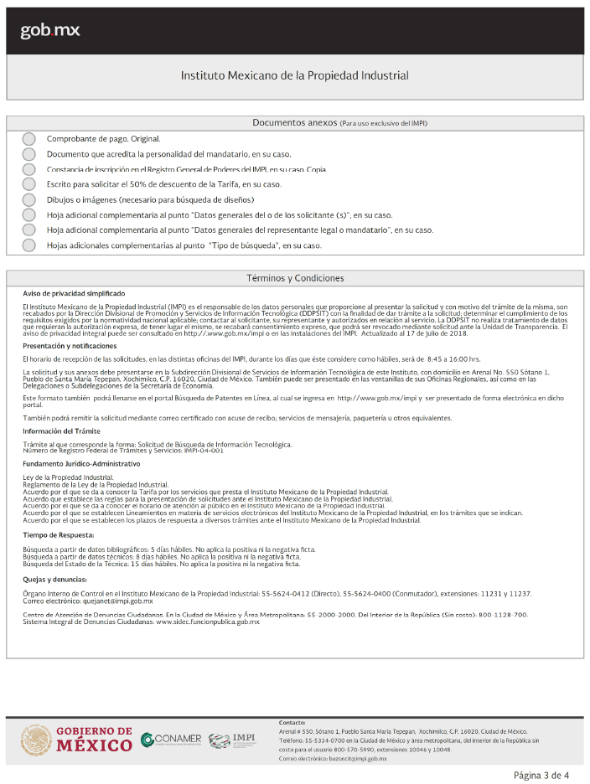 gob.mx
Instituto Mexicano de la Propiedad Industrial
Documentos anexos (Para uso exclusivo del IMPI)
Comprobante de pago. Original.
Documento que acredita la personalidad del mandatario, en su caso.
Constancia de inscripción en el Registro General de Poderes del IMPI, en su caso. Copia
Escrito para solicitar el 50% de descuento de la Tarifa, en su caso.
Dibujos o imágenes (necesario para búsqueda de diseños)
Hoja adicional complementaria al punto "Datos generales del o de los solicitante (s)", en su caso.
Hoja adicional complementaria al punto "Datos generales del representante legal o mandatario", en su caso.
Hojas adicionales complementarias al punto "Tipo de búsqueda", en su caso.
Términos y Condiciones
Aviso de privacidad simplificado
El Instituto Mexicano de la Propiedad Industrial (IMPI) es el responsable de los datos personales que proporcione al presentar la solicitud y con motivo del trámite de la misma, son
recabados por la Dirección Divisional de Promoción y Servicios de Información Tecnológica (DDPSIT) con la finalidad de dar trámite a la solicitud; determinar el cumplimiento de los
requisitos exigidos por la normatividad nacional aplicable; contactar al solicitante, su representante y autorizados en relación al servicio. La DDPSIT no realiza tratamiento de datos
que requieran la autorización expresa, de tener lugar el mismo, se recabará consentimiento expreso, que podrá ser revocado mediante solicitud ante la Unidad de Transparencia. El
aviso de privacidad integral puede ser consultado en http://www.gob.mx/impi o en las instalaciones del IMPI. Actualizado al 17 de julio de 2018.
Presentación y notificaciones
El horario de recepción de las solicitudes, en las distintas oficinas del IMPI, durante los días que éste considere como hábiles, será de 8:45 a 16:00 hrs.
La solicitud y sus anexos debe presentarse en la Subdirección Divisional de Servicios de Información Tecnológica de este Instituto, con domicilio en Arenal No. 550 Sótano 1,
Pueblo de Santa María Tepepan, Xochimilco, C.P. 16020, Ciudad de México. También puede ser presentado en las ventanillas de sus Oficinas Regionales, así como en las
Delegaciones o Subdelegaciones de la Secretaría de Economía.
Este formato también podrá llenarse en el portal Búsqueda de Patentes en Línea, al cual se ingresa en http://www.gob.mx/impi y ser presentado de forma electrónica en dicho
portal.
También podrá remitir la solicitud mediante correo certificado con acuse de recibo; servicios de mensajería, paquetería u otros equivalentes.
Información del Trámite
Trámite al que corresponde la forma: Solicitud de Búsqueda de Información Tecnológica.
Número de Registro Federal de Trámites y Servicios: IMPI-04-001
Fundamento Jurídico-Administrativo
Ley de la Propiedad Industrial.
Reglamento de la Ley de la Propiedad Industrial.
Acuerdo por el que se da a conocer la Tarifa por los servicios que presta el Instituto Mexicano de la Propiedad Industrial.
Acuerdo que establece las reglas para la presentación de solicitudes ante el Instituto Mexicano de la Propiedad Industrial.
Acuerdo por el que se da a conocer el horario de atención al público en el Instituto Mexicano de la Propiedad Industrial.
Acuerdo por el que se establecen Lineamientos en materia de servicios electrónicos del Instituto Mexicano de la Propiedad Industrial, en los trámites que se indican.
Acuerdo por el que se establecen los plazos de respuesta a diversos trámites ante el Instituto Mexicano de la Propiedad Industrial.
Tiempo de Respuesta:
Búsqueda a partir de datos bibliográficos: 5 días hábiles. No aplica la positiva ni la negativa ficta.
Búsqueda a partir de datos técnicos: 8 días hábiles. No aplica la positiva ni la negativa ficta.
Búsqueda del Estado de la Técnica: 15 días hábiles. No aplica la positiva ni la negativa ficta.
Quejas y denuncias:
Órgano Interno de Control en el Instituto Mexicano de la Propiedad Industrial: 55-5624-0412 (Directo), 55-5624-0400 (Conmutador), extensiones: 11231 y 11237.
Correo electrónico: quejanet@impi.gob.mx
Centro de Atención de Denuncias Ciudadanas. En la Ciudad de México y Área Metropolitana: 55-2000-2000. Del Interior de la República (Sin costo): 800-1128-700.
Sistema Integral de Denuncias Ciudadanas: www.sidec.funcionpublica.gob.mx
GOBIERNO DE
MÉXICO
CONAMER
IMPI
Contacto:
Arenal # 550, Sótano 1, Pueblo Santa María Tepepan, Xochimilco, C.P. 16020, Ciudad de México.
Teléfono: 55-5334-0700 en la Ciudad de México y área metropolitana, del interior de la República sin
costo para el usuario 800-570-5990, extensiones 10046 y 10048.
Correo electrónico: buzoncit@impi.gob.mx
Página 3 de 4